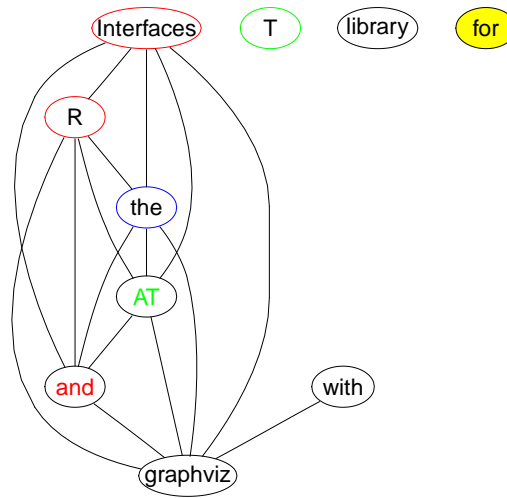 Interfaces
T
library
for
R
the
AT
and
with
graphviz